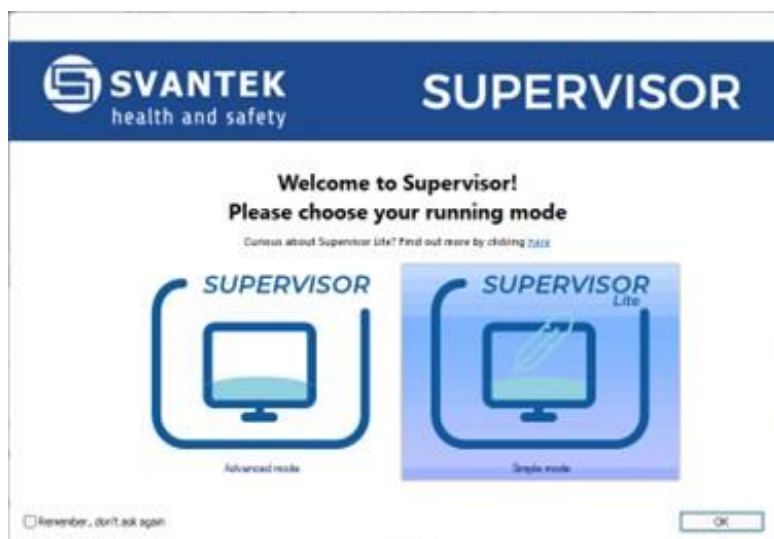 SVANTEK
health and safety
SUPERVISOR
Welcome to Supervisor!
Please choose your running mode
Curious about Supervisor Lite? Find out more by clicking here
SUPERVISOR
Advanced mode
SUPERVISOR
Lite
Simple mode
Remember, don't ask again
OK